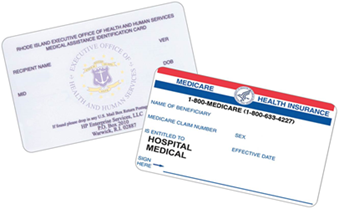 RHODE ISLAND EXECUTIVE OFFICE OF HEALTH AND HUMAN SERVICES
MEDICAL ASSISTANCE IDENTIFICATION CARD
VER
RECIPIENT NAME
DOB
MID
EXECUTIVE OFFICE OF
HEALTH AND HUMAN SERVICES
If found please drop in any U.S. Mail Box Return Postage
HP Enterprise Services, LLC
P.O. Box 2010
Warwick, R.I. 02887
MEDICARE HEALTH INSURANCE
1-800-MEDICARE (1-800-633-4227)
NAME OF BENEFICIARY
MEDICARE CLAIM NUMBER SEX
IS ENTITLED TO EFFECTIVE DATE
HOSPITAL
MEDICAL
SIGN
HERE